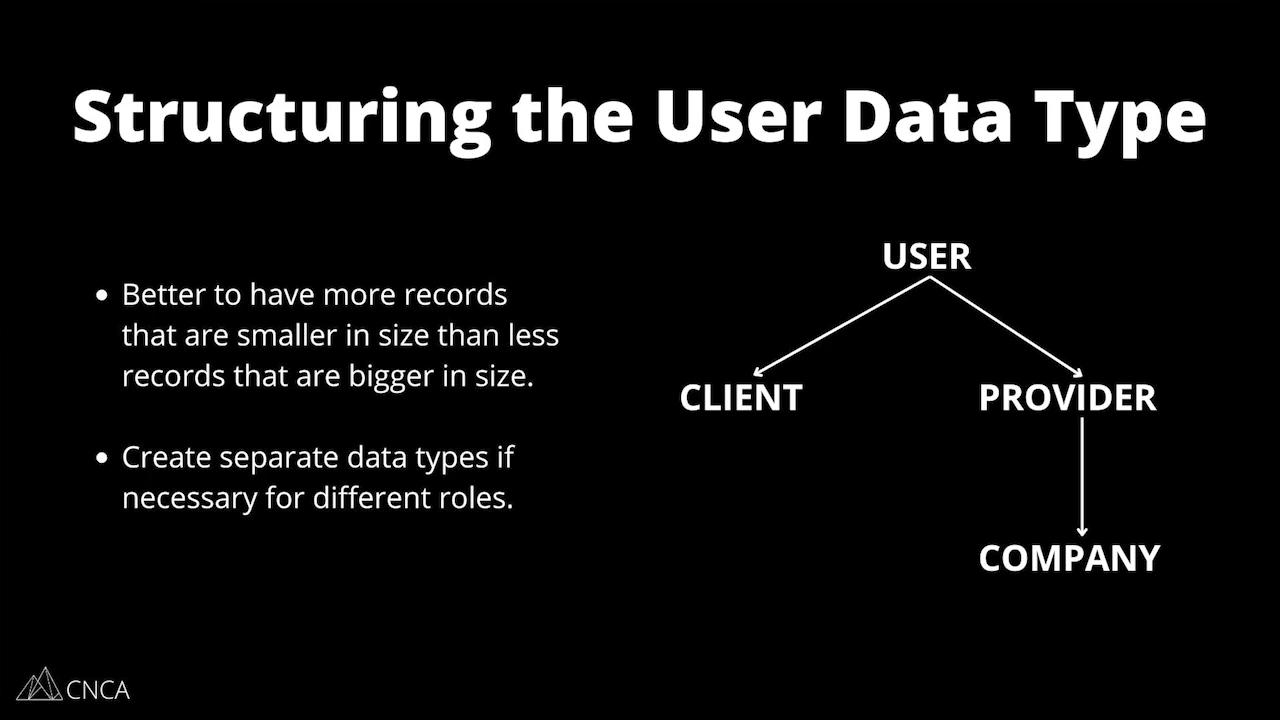 Structuring the User Data Type
• Better to have more records
that are smaller in size than less
records that are bigger in size.
• Create separate data types if
necessary for different roles.
USER
CLIENT
PROVIDER
COMPANY
CNCA